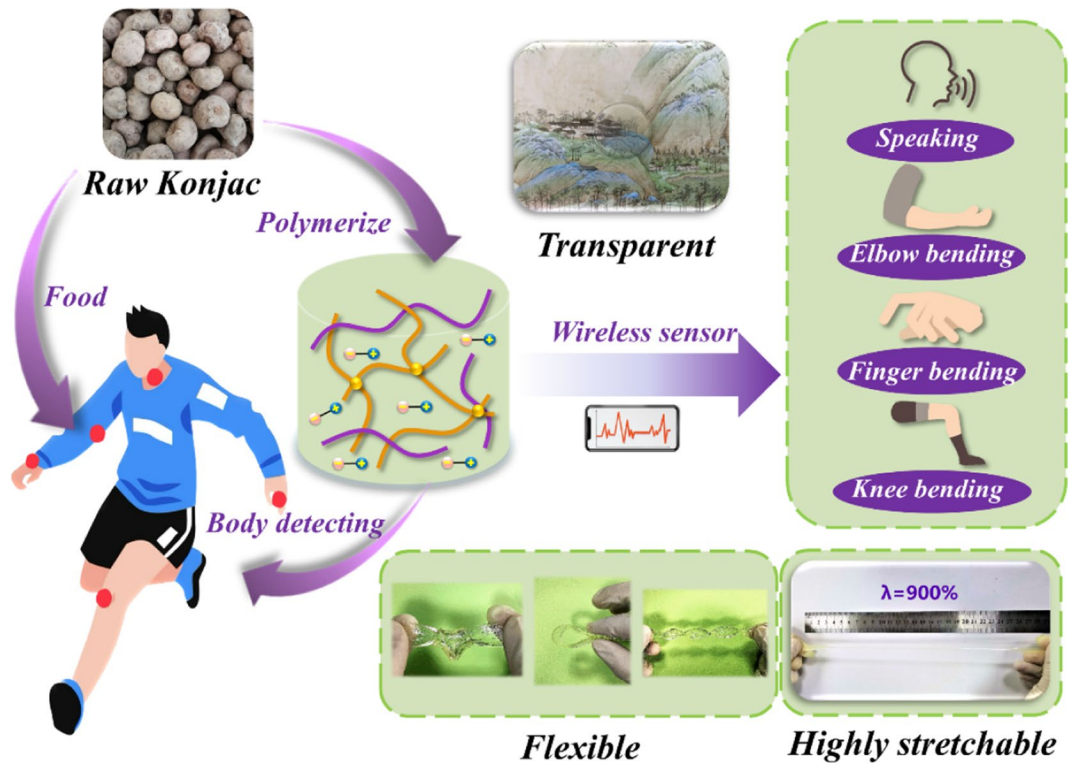 Raw Konjac
Polymerize
Food
Transparent
Wireless sensor
Body detecting
Speaking
Elbow bending
Finger bending
Knee bending
λ=900%
Flexible
Highly stretchable